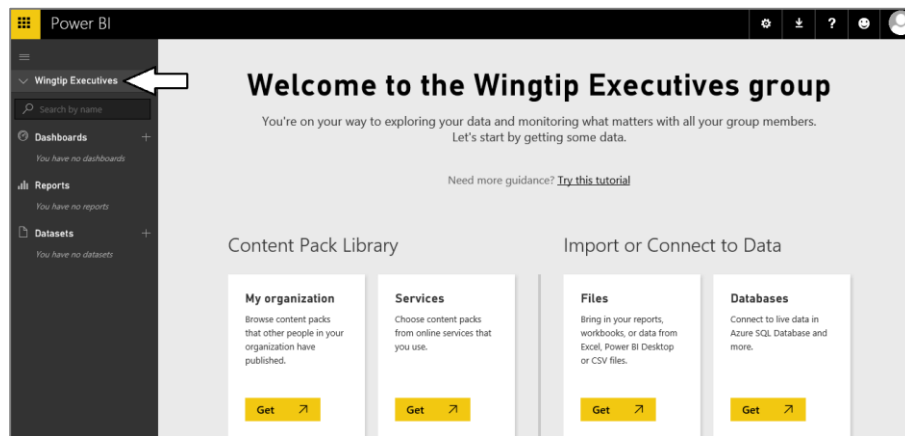 Power BI
?
Wingtip Executives
Search by name
Dashboards +
You have no dashboards
Reports
You have no reports
Datasets +
You have no datasets
Welcome to the Wingtip Executives group
You're on your way to exploring your data and monitoring what matters with all your group members.
Let's start by getting some data.
Need more guidance? Try this tutorial
Content Pack Library
My organization
Browse content packs
that other people in your
organization have
published.
Get
Services
Choose content packs
from online services that
you use.
Get
Import or Connect to Data
Files
Bring in your reports,
workbooks, or data from
Excel, Power BI Desktop
or CSV files.
Get
Databases
Connect to live data in
Azure SQL Database and
more.
Get